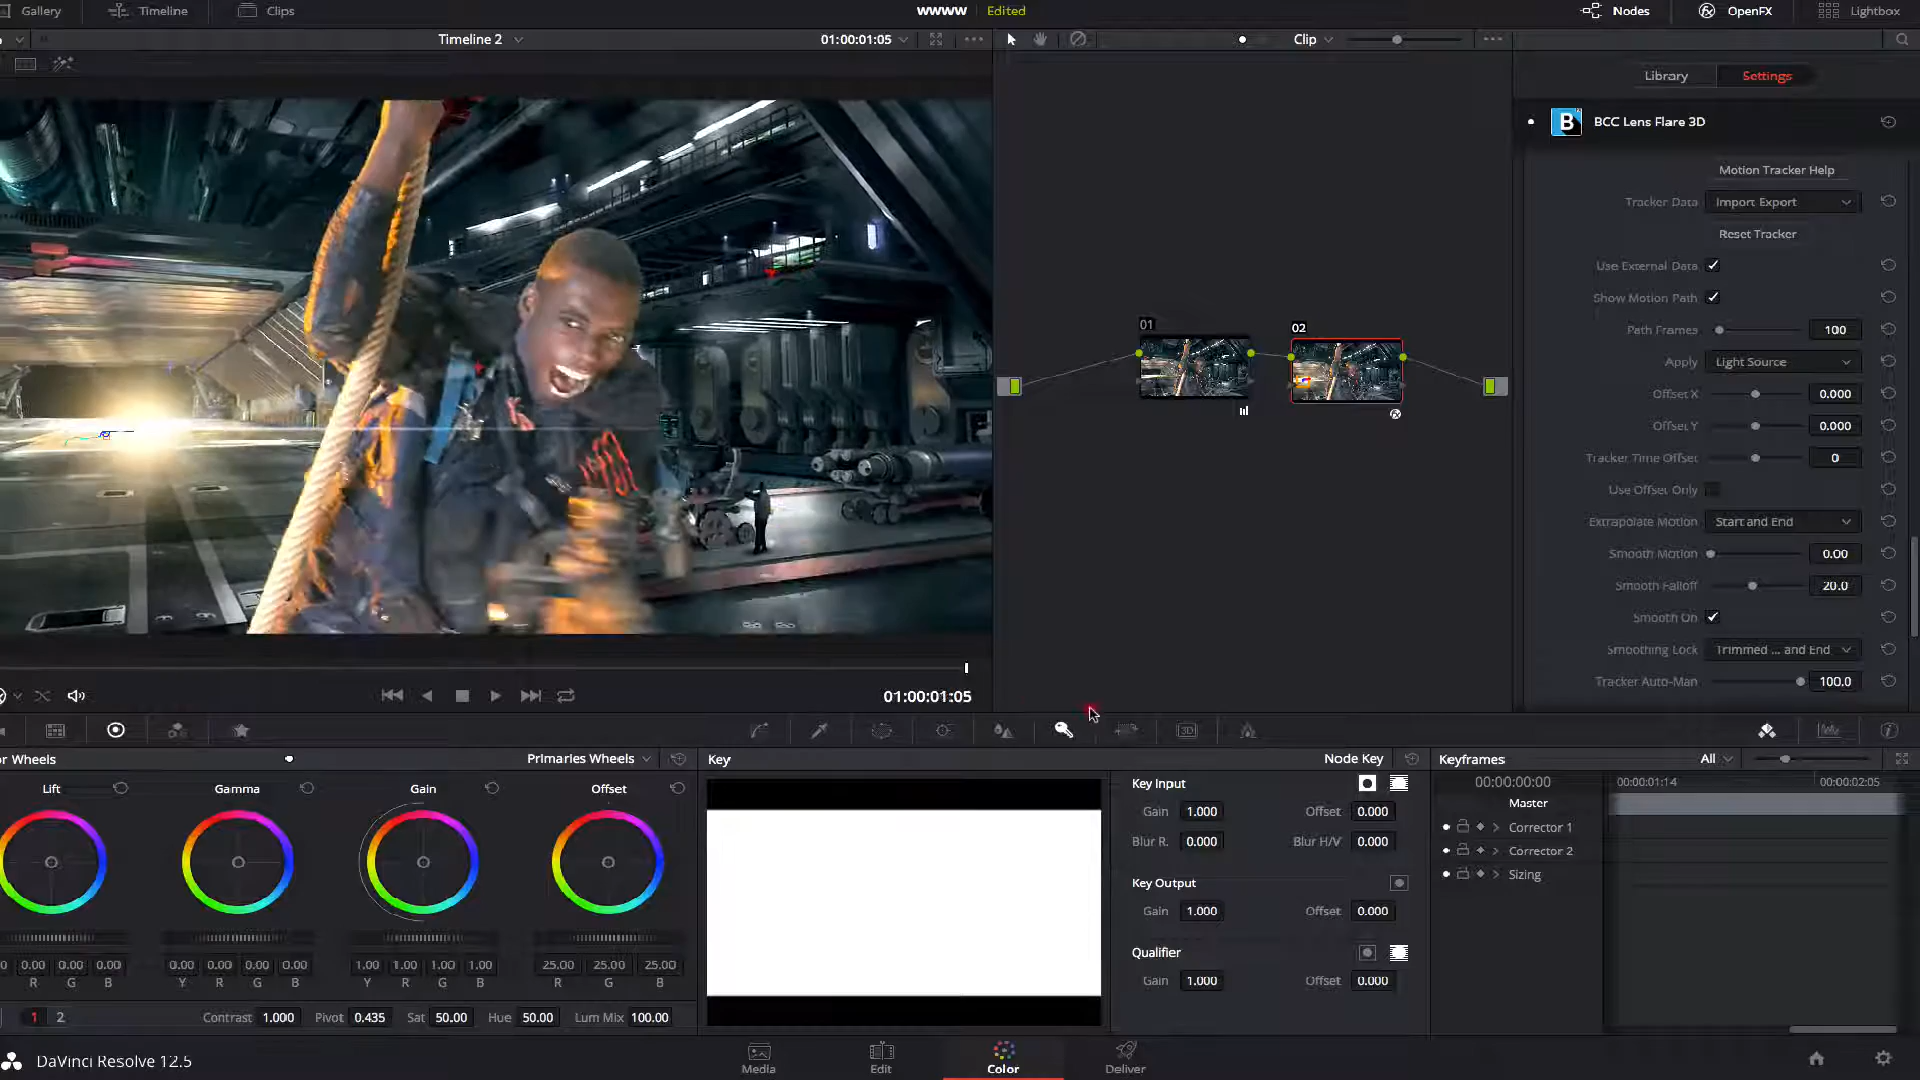 Gallery Timeline Clips wwww Edited Nodes OpenFX Lightbox
Timeline 2 01:00:01:05 Clip
Library Settings
B BCC Lens Flare 3D
Motion Tracker Help
Tracker Data Import Export
Reset Tracker
Use External Data
Show Motion Path
Path Frames 100
Apply Light Source
Offset X 0.000
Offset Y 0.000
Tracker Time Offset 0
Use Offset Only
Extrapolate Motion Start and End
Smooth Motion 0.00
Smooth Falloff 20.0
Smooth On
Smoothing Lock Trimmed ... and End
Tracker Auto-Man 100.0
01 02
01:00:01:05
3D
r Wheels Primaries Wheels Key Node Key Keyframes All
Lift Gamma Gain Offset
0 0.00 0.00 0.00 0.00 0.00 0.00 0.00 1.00 1.00 1.00 1.00 25.00 25.00 25.00
R G B Y R G B Y R G B R G B
1 2 Contrast 1.000 Pivot 0.435 Sat 50.00 Hue 50.00 Lum Mix 100.00
Key Input
Gain 1.000 Offset 0.000
Blur R. 0.000 Blur H/V 0.000
Key Output
Gain 1.000 Offset 0.000
Qualifier
Gain 1.000 Offset 0.000
00:00:00:00 00:00:01:14 00:00:02:05
Master
Corrector 1
Corrector 2
Sizing
DaVinci Resolve 12.5 Media Edit Color Deliver